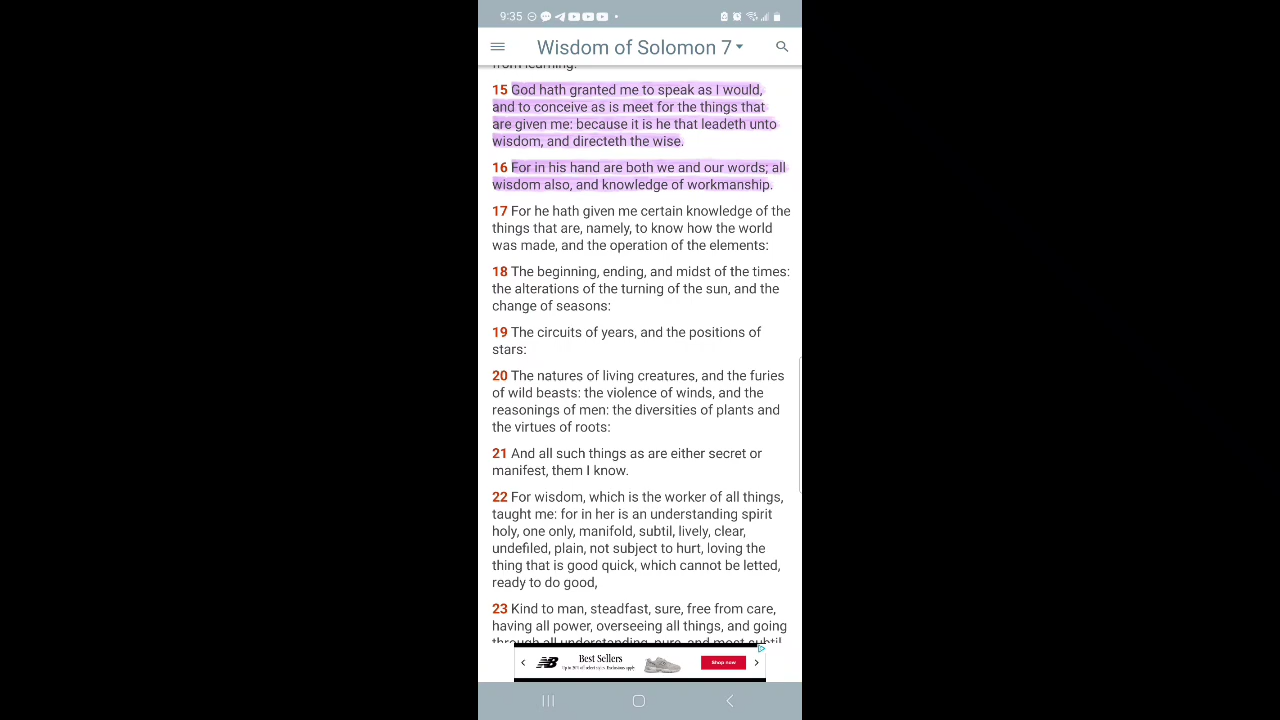 9:35
Wisdom of Solomon 7
from learning.
15 God hath granted me to speak as I would,
and to conceive as is meet for the things that
are given me: because it is he that leadeth unto
wisdom, and directeth the wise.
16 For in his hand are both we and our words; all
wisdom also, and knowledge of workmanship.
17 For he hath given me certain knowledge of the
things that are, namely, to know how the world
was made, and the operation of the elements:
18 The beginning, ending, and midst of the times:
the alterations of the turning of the sun, and the
change of seasons:
19 The circuits of years, and the positions of
stars:
20 The natures of living creatures, and the furies
of wild beasts: the violence of winds, and the
reasonings of men: the diversities of plants and
the virtues of roots:
21 And all such things as are either secret or
manifest, them I know.
22 For wisdom, which is the worker of all things,
taught me: for in her is an understanding spirit
holy, one only, manifold, subtil, lively, clear,
undefiled, plain, not subject to hurt, loving the
thing that is good quick, which cannot be letted,
ready to do good,
23 Kind to man, steadfast, sure, free from care,
having all power, overseeing all things, and going
through all understanding, pure, and most subtil
Best Sellers
Shop now